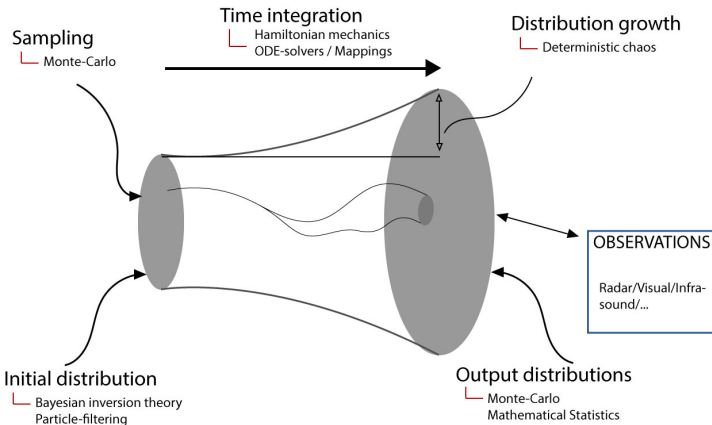 Time integration
Hamiltonian mechanics
ODE-solvers / Mappings
Sampling
Monte-Carlo
Distribution growth
Deterministic chaos
OBSERVATIONS
Radar/Visual/Infra-
sound/...
Initial distribution
Bayesian inversion theory
Particle-filtering
Output distributions
Monte-Carlo
Mathematical Statistics